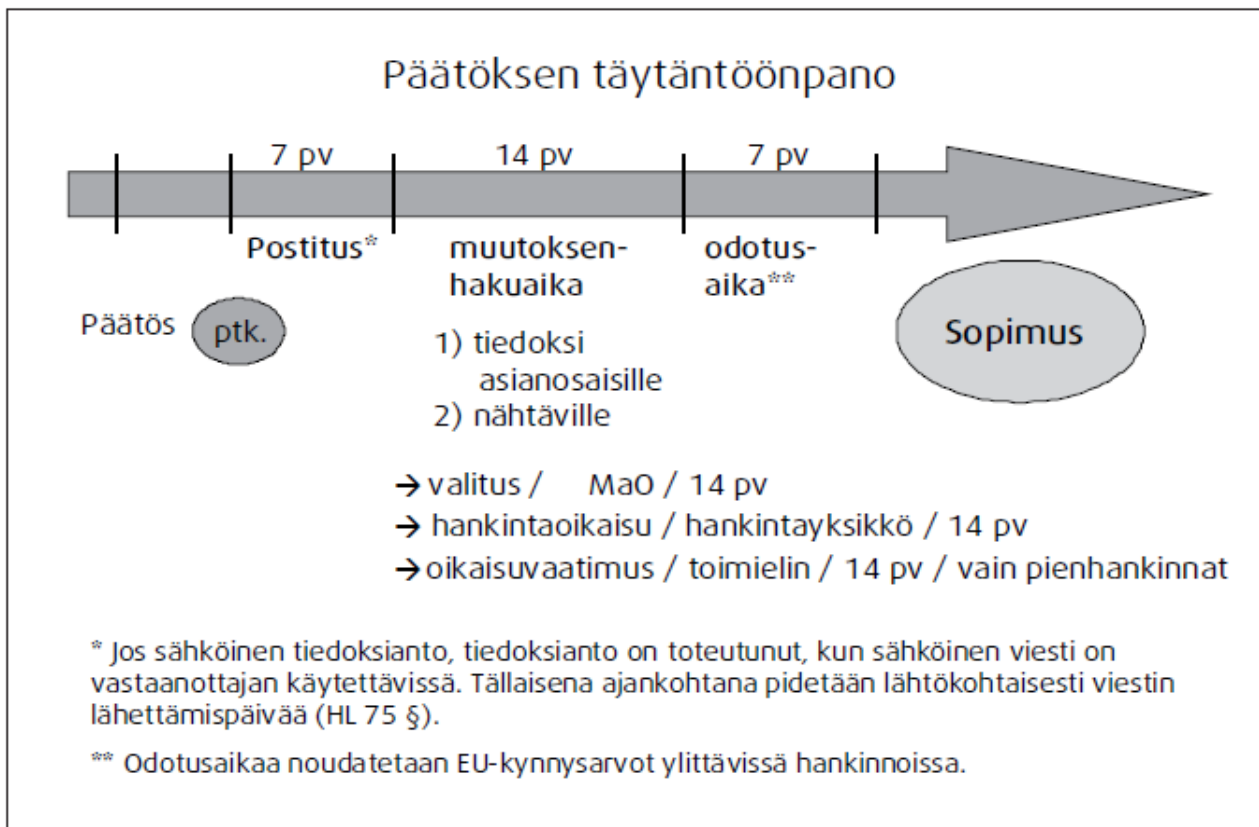 Päätöksen täytäntöönpano
7 pv 14 pv 7 pv
Postitus* muutoksen- odotus-
hakuaika aika**
Päätös ptk. Sopimus
1) tiedoksi
asianosaisille
2) nähtäville
→ valitus / MaO / 14 pv
→ hankintaoikaisu / hankintayksikkö / 14 pv
→ oikaisuvaatimus / toimielin / 14 pv / vain pienhankinnat
* Jos sähköinen tiedoksianto, tiedoksianto on toteutunut, kun sähköinen viesti on
vastaanottajan käytettävissä. Tällaisena ajankohtana pidetään lähtökohtaisesti viestin
lähettämispäivää (HL 75 §).
** Odotusaikaa noudatetaan EU-kynnysarvot ylittävissä hankinnoissa.